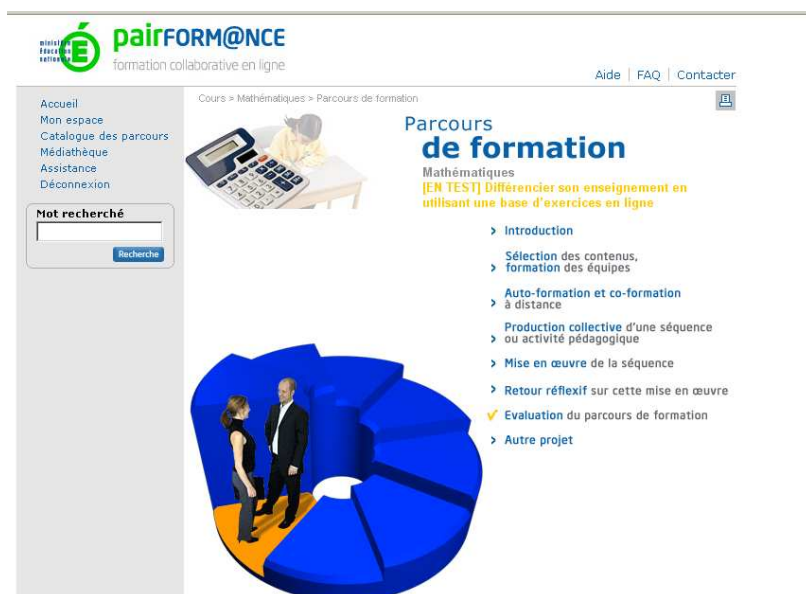 ministère
éducation
nationale
pairFORM@NCE
formation collaborative en ligne
Aide | FAQ | Contacter
Accueil
Mon espace
Catalogue des parcours
Médiathèque
Assistance
Déconnexion
Mot recherché
Recherche
Cours > Mathématiques > Parcours de formation
Parcours
de formation
Mathématiques
[EN TEST] Différencier son enseignement en
utilisant une base d'exercices en ligne
Introduction
Sélection des contenus,
formation des équipes
Auto-formation et co-formation
à distance
Production collective d'une séquence
ou activité pédagogique
Mise en œuvre de la séquence
Retour réflexif sur cette mise en œuvre
Evaluation du parcours de formation
Autre projet